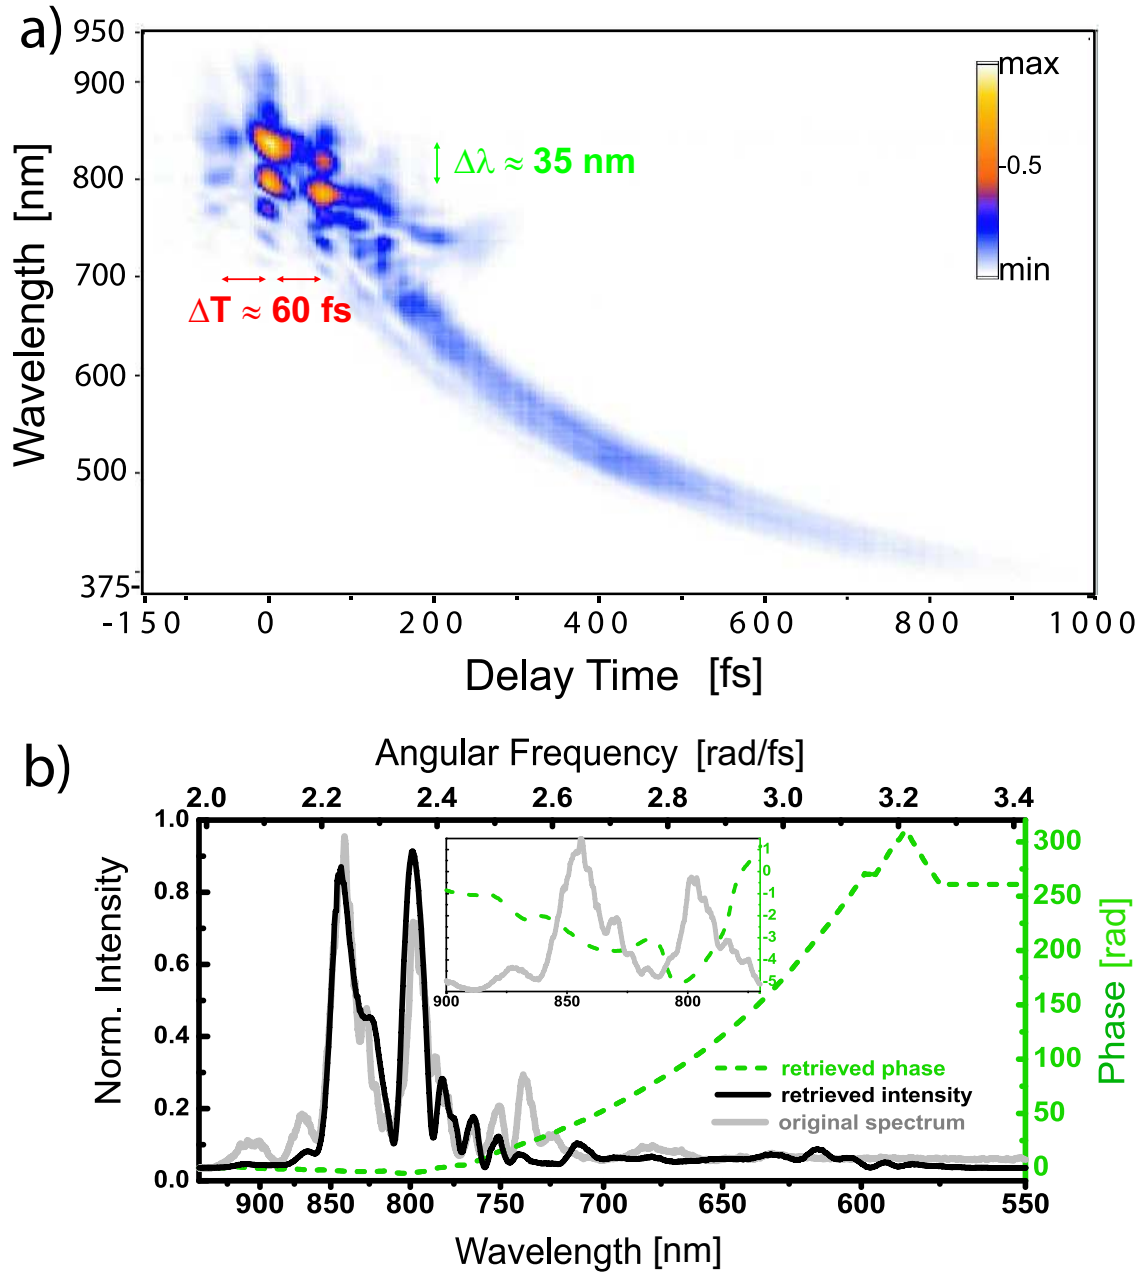 a)
950
900
800
700
600
500
375
Wavelength [nm]
max
0.5
min
Δλ ≈ 35 nm
ΔT ≈ 60 fs
-150 0 200 400 600 800 1000
Delay Time [fs]
b)
Angular Frequency [rad/fs]
2.0 2.2 2.4 2.6 2.8 3.0 3.2 3.4
1.0
0.8
0.6
0.4
0.2
0.0
Norm. Intensity
1
0
-1
-2
-3
-4
-5
900 850 800
300
250
200
150
100
50
0
Phase [rad]
retrieved phase
retrieved intensity
original spectrum
900 850 800 750 700 650 600 550
Wavelength [nm]